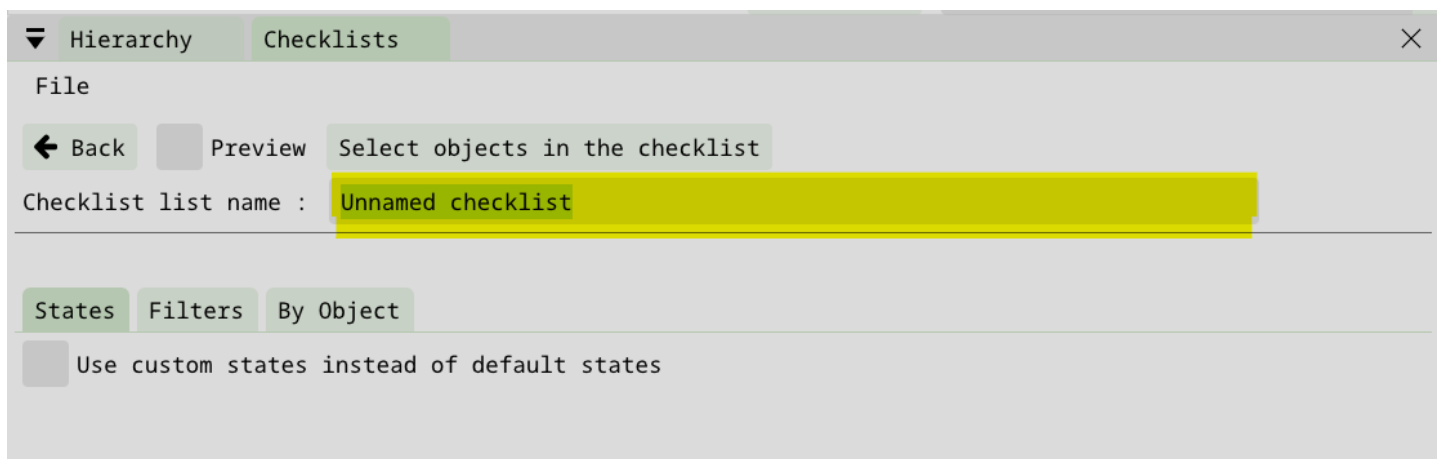 Hierarchy Checklists
File
Back Preview Select objects in the checklist
Checklist list name : Unnamed checklist
States Filters By Object
Use custom states instead of default states